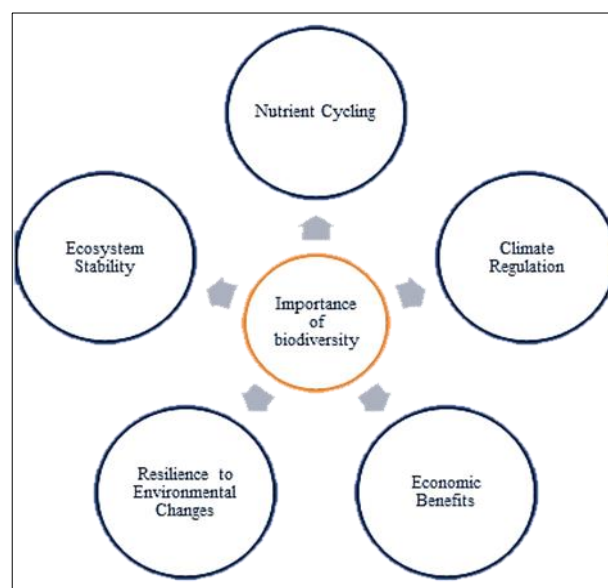 Nutrient Cycling
Ecosystem
Stability
Climate
Regulation
Importance
of
biodiversity
Resilience to
Environmental
Changes
Economic
Benefits